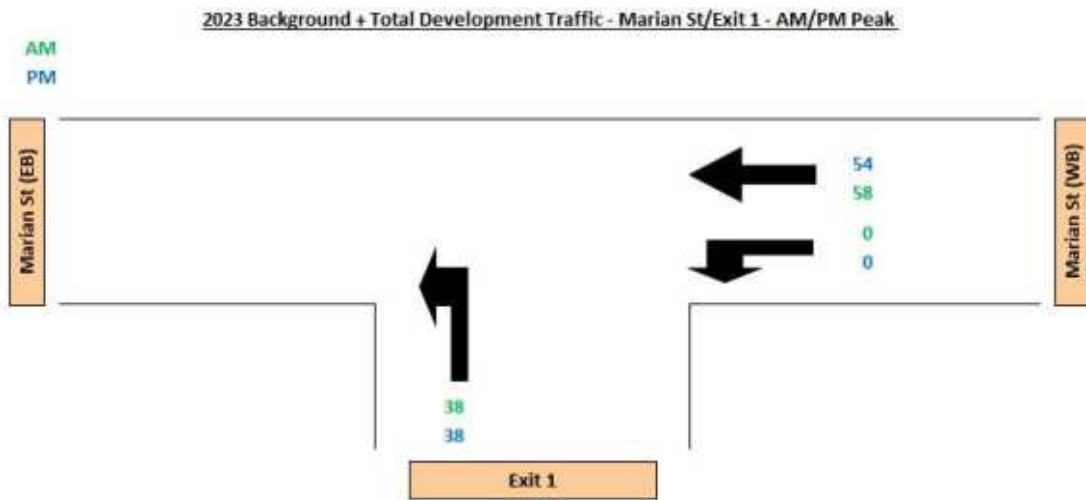 2023 Background + Total Development Traffic - Marian St/Exit 1 - AM/PM Peak
AM
PM
Marian St (EB)
54
58
0
0
Marian St (WB)
38
38
Exit 1